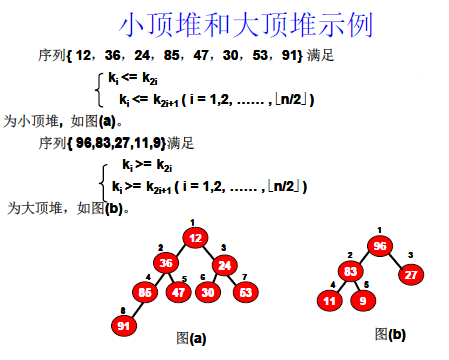 小顶堆和大顶堆示例
序列{ 12，36，24，85，47，30，53，91} 满足
ki <= k2i
ki <= k2i+1 ( i = 1,2, …… , ⌊n/2⌋ )
为小顶堆, 如图(a)。
序列{ 96,83,27,11,9}满足
ki >= k2i
ki >= k2i+1 ( i = 1,2, …… , ⌊n/2⌋ )
为大顶堆，如图(b)。
1
12
2 3
36 24
4 5 6 7
85 47 30 53
8
91
图(a)
1
96
2 3
83 27
4 5
11 9
图(b)